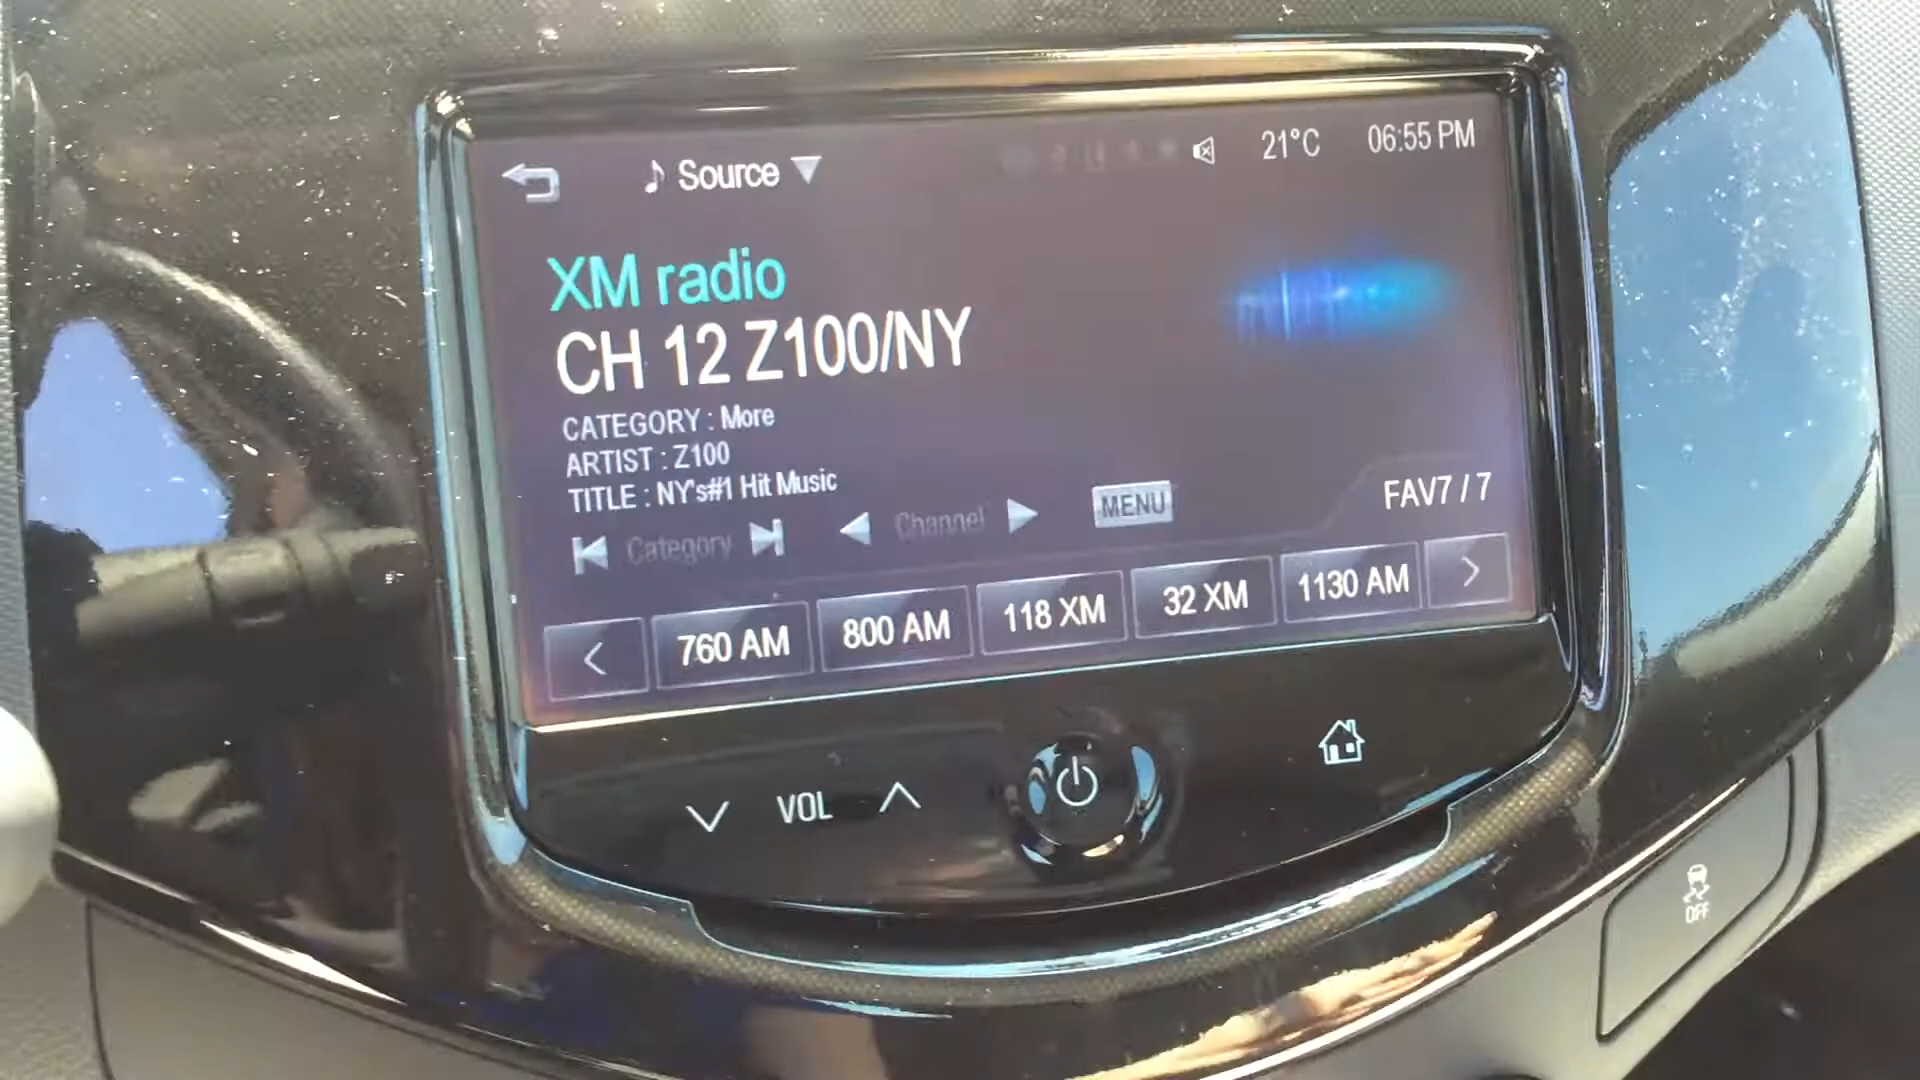 Source 21°C 06:55 PM
XM radio
CH 12 Z100/NY
CATEGORY : More
ARTIST : Z100
TITLE : NY's#1 Hit Music
Category Channel MENU FAV7 / 7
760 AM 800 AM 118 XM 32 XM 1130 AM
VOL
OFF